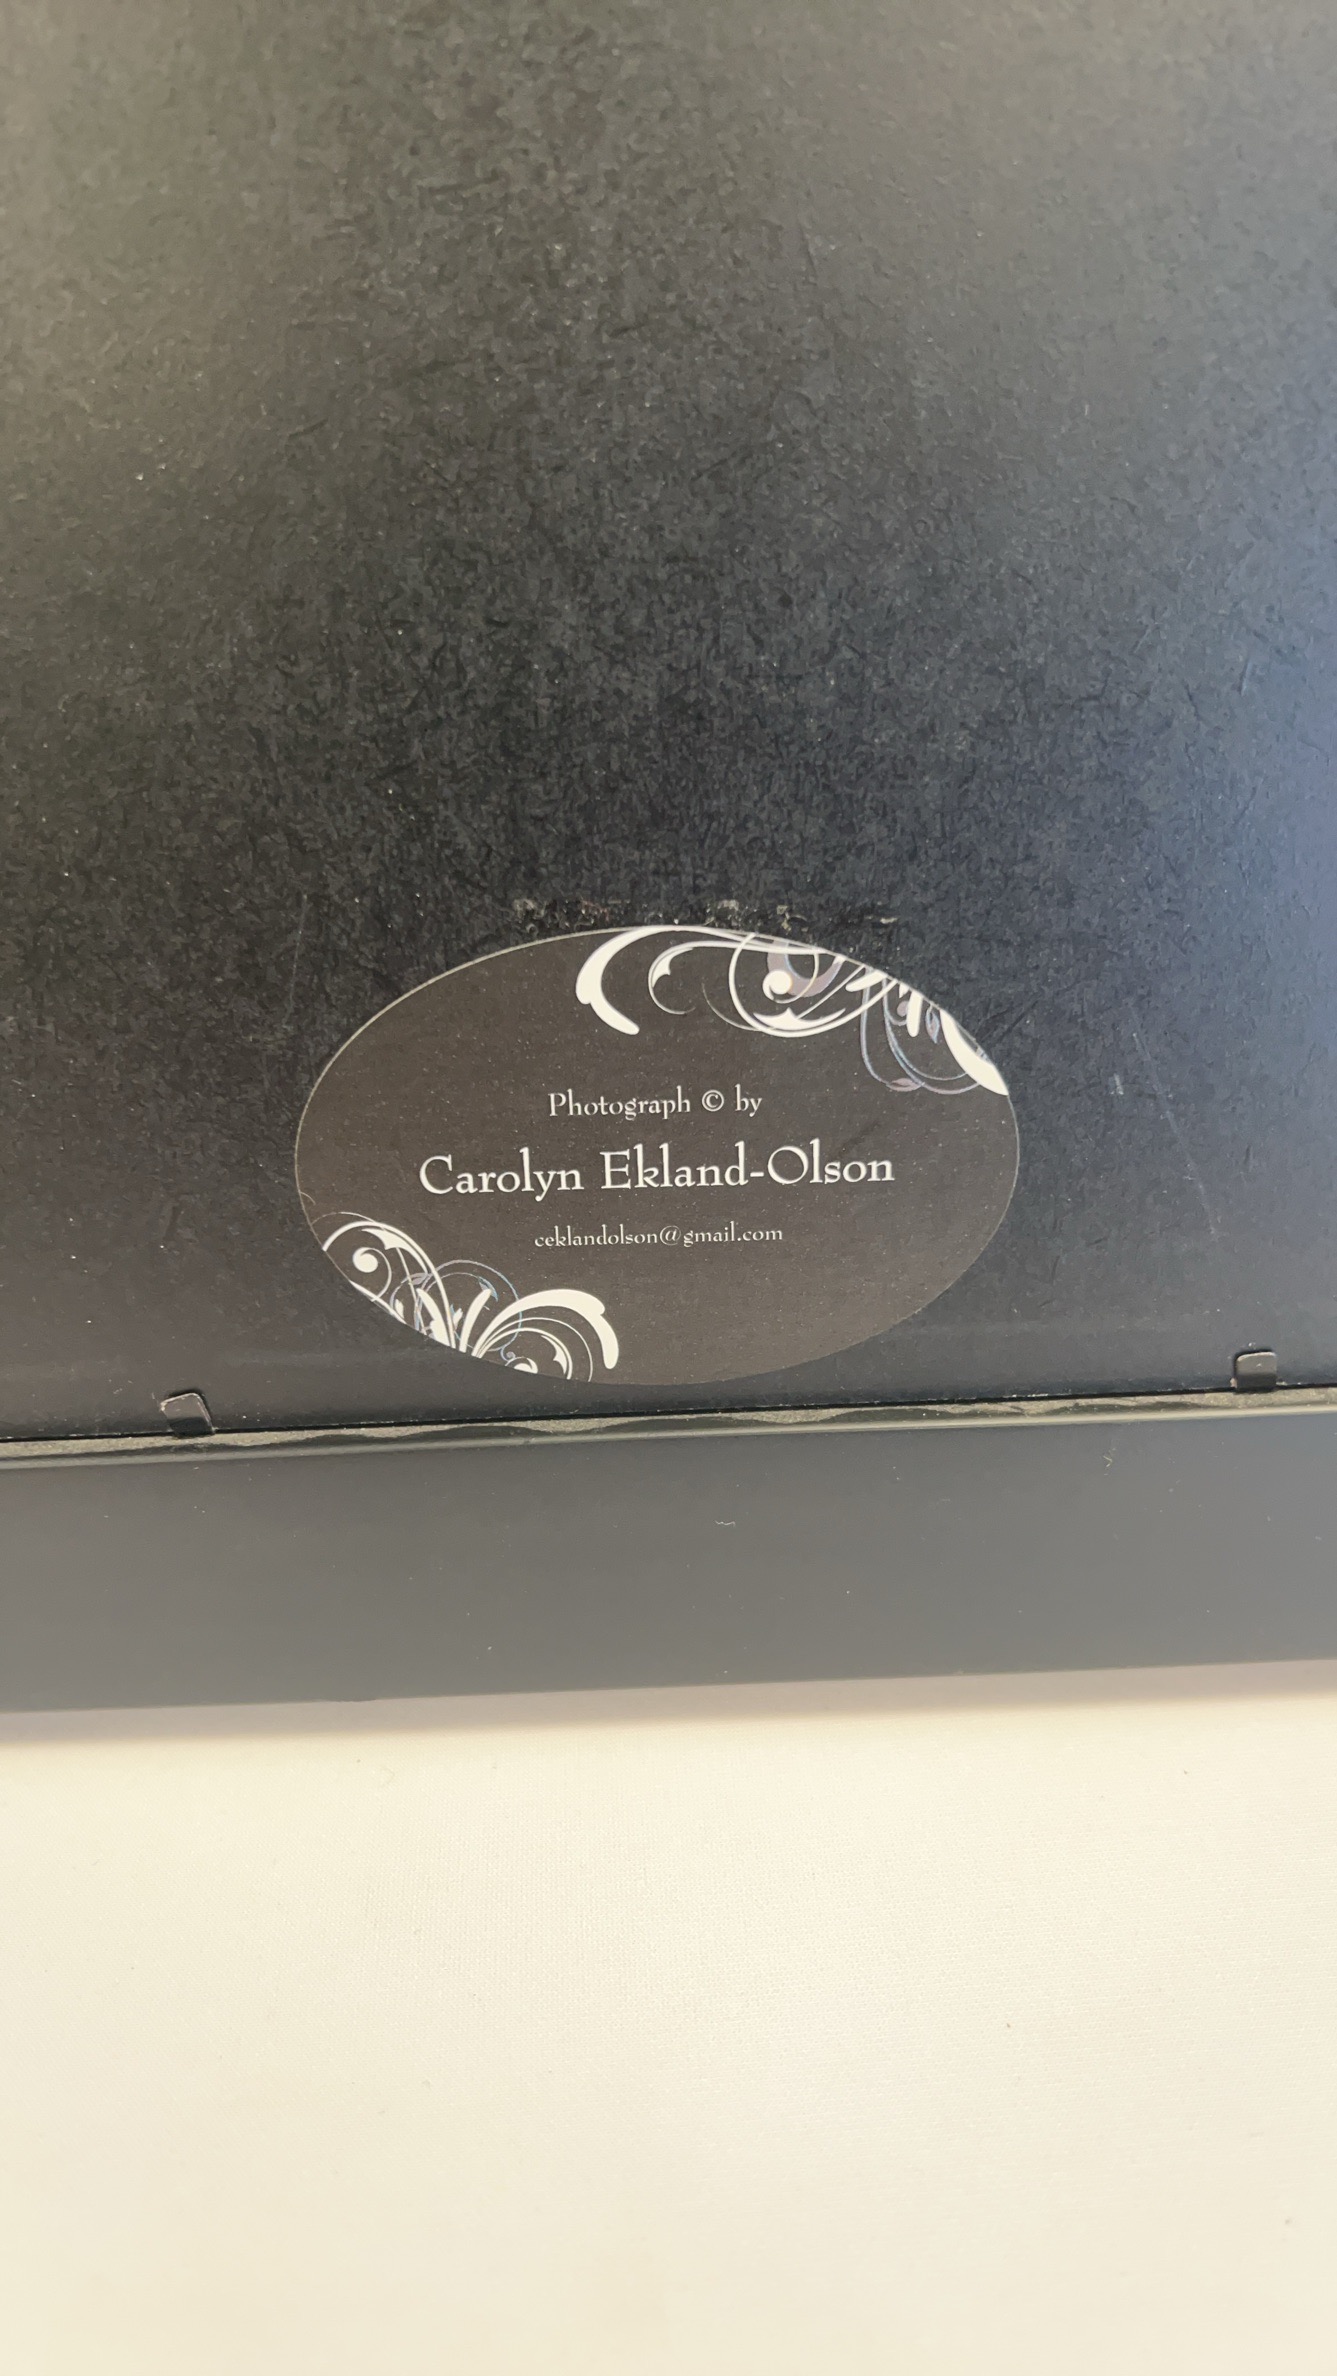 Photograph © by
Carolyn Ekland-Olson
ceklandolson@gmail.com